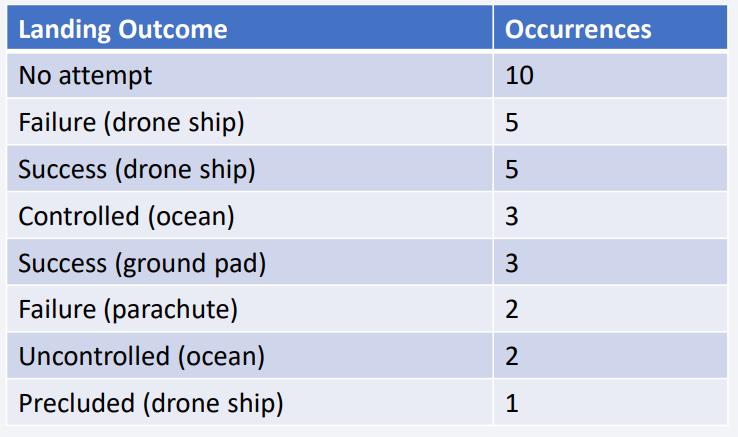 Landing Outcome Occurrences
No attempt 10
Failure (drone ship) 5
Success (drone ship) 5
Controlled (ocean) 3
Success (ground pad) 3
Failure (parachute) 2
Uncontrolled (ocean) 2
Precluded (drone ship) 1